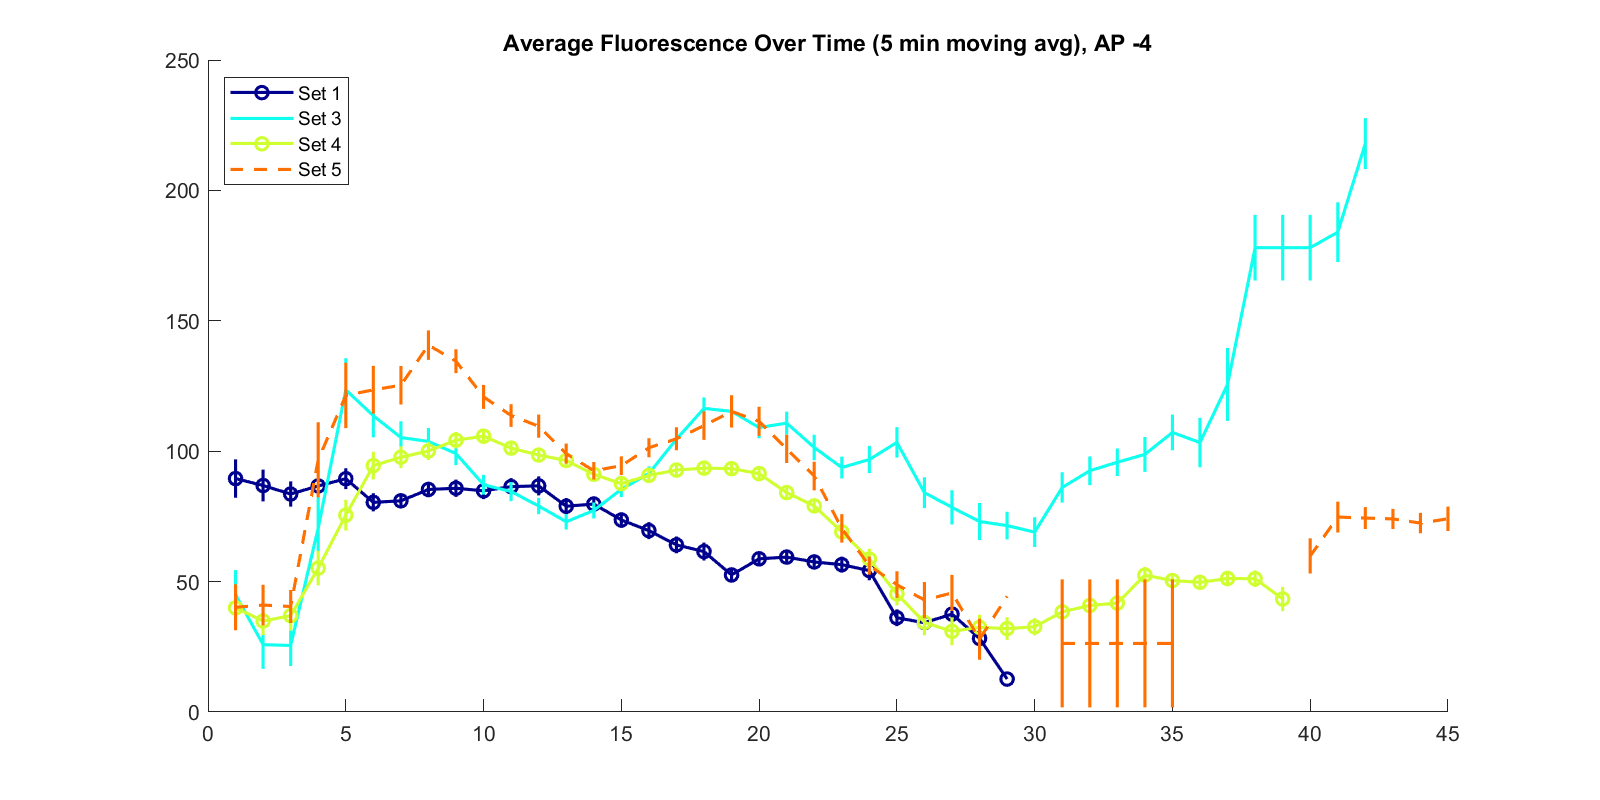 Average Fluorescence Over Time (5 min moving avg), AP -4
250
200
150
100
50
0
Set 1
Set 3
Set 4
Set 5
0 5 10 15 20 25 30 35 40 45